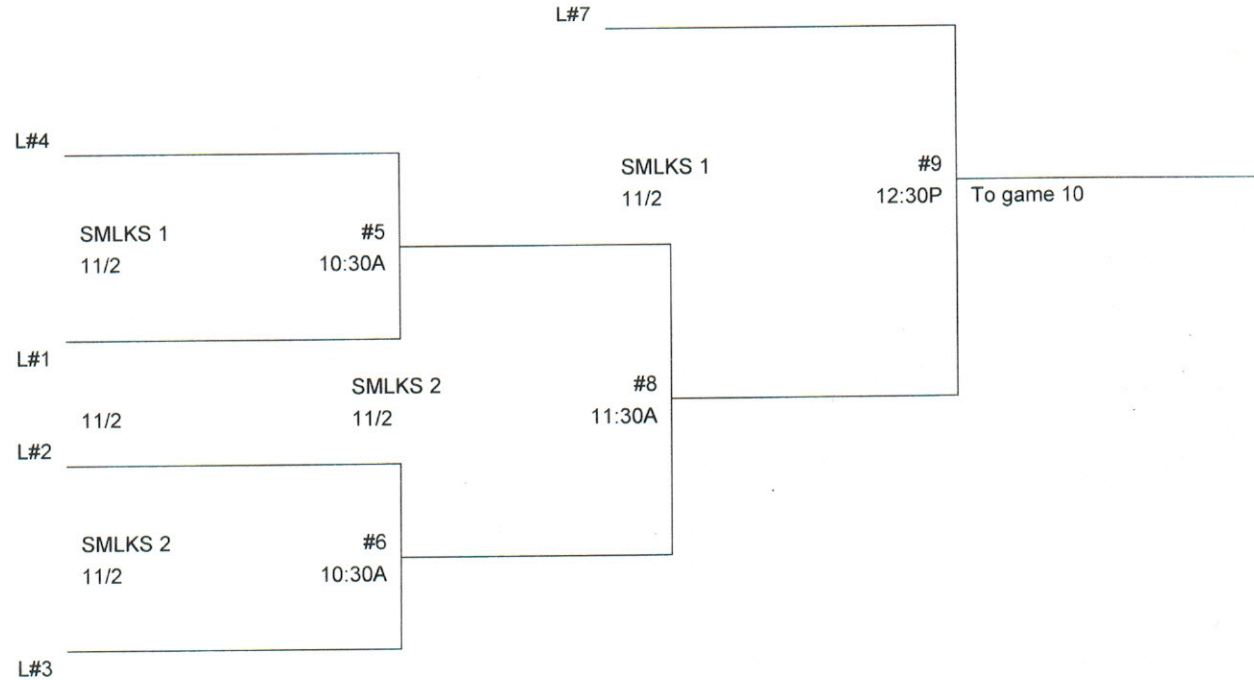 L#7
L#4
SMLKS 1 #9
11/2 12:30P To game 10
SMLKS 1 #5
11/2 10:30A
L#1
SMLKS 2 #8
11/2 11/2 11:30A
L#2
SMLKS 2 #6
11/2 10:30A
L#3